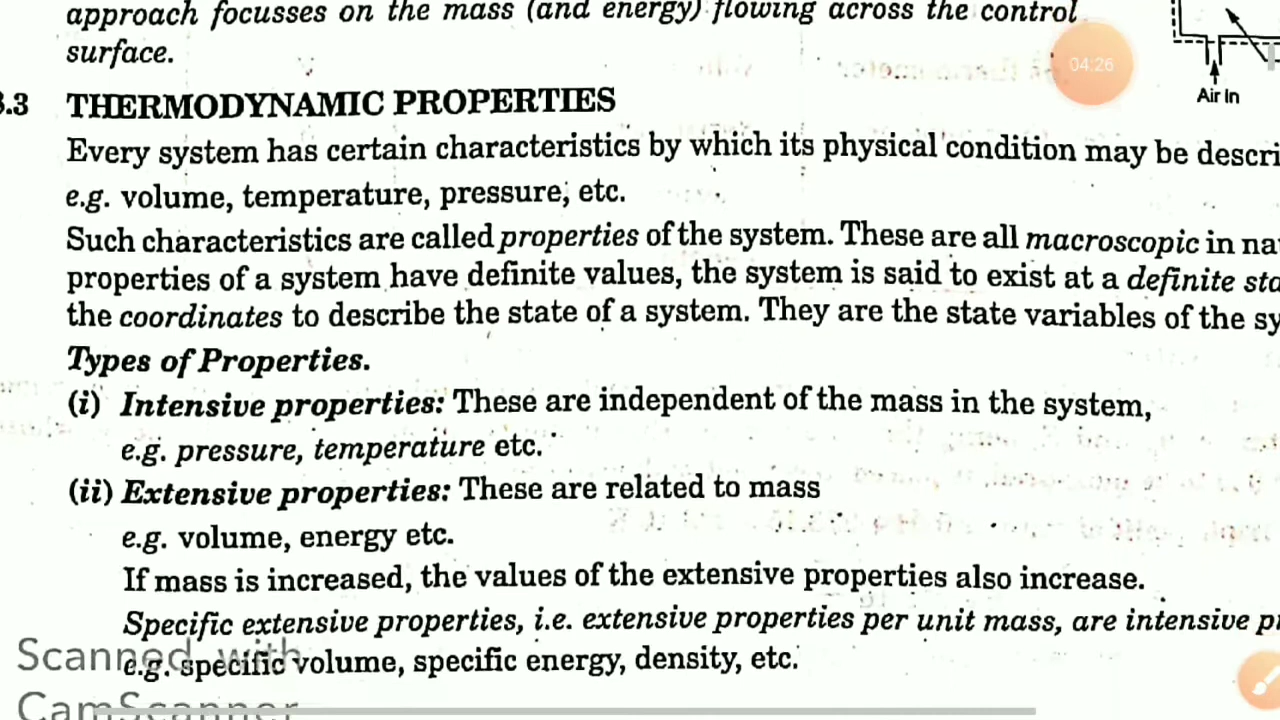 approach focusses on the mass (and energy) flowing across the control
surface.
04:26
Air In
3.3 THERMODYNAMIC PROPERTIES
Every system has certain characteristics by which its physical condition may be descri
e.g. volume, temperature, pressure, etc.
Such characteristics are called properties of the system. These are all macroscopic in na
properties of a system have definite values, the system is said to exist at a definite sta
the coordinates to describe the state of a system. They are the state variables of the sy
Types of Properties.
(i) Intensive properties: These are independent of the mass in the system,
e.g. pressure, temperature etc.
(ii) Extensive properties: These are related to mass
e.g. volume, energy etc.
If mass is increased, the values of the extensive properties also increase.
Specific extensive properties, i.e. extensive properties per unit mass, are intensive p
e.g. specific volume, specific energy, density, etc.
Scanned with
CamScanner